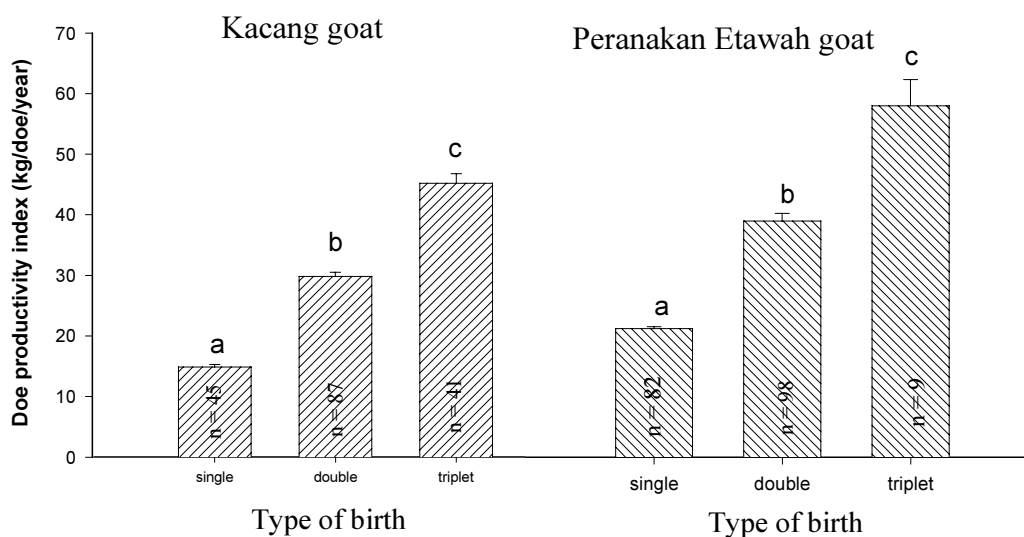 Kacang goat
Peranakan Etawah goat
Doe productivity index (kg/doe/year)
70
60
50
40
30
20
10
0
a
b
c
a
b
c
n = 45
n = 87
n = 41
n = 82
n = 98
n = 9
single
double
triplet
single
double
triplet
Type of birth
Type of birth